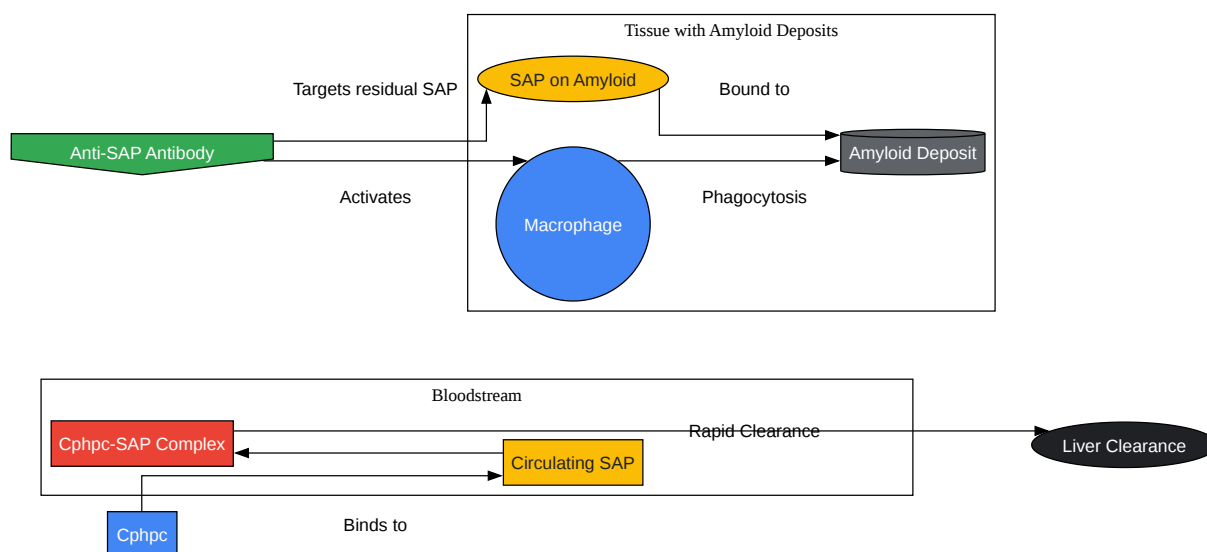 Tissue with Amyloid Deposits
Targets residual SAP
SAP on Amyloid
Bound to
Anti-SAP Antibody
Amyloid Deposit
Activates
Macrophage
Phagocytosis
Bloodstream
Cphpc-SAP Complex
Rapid Clearance
Liver Clearance
Circulating SAP
Cphpc
Binds to